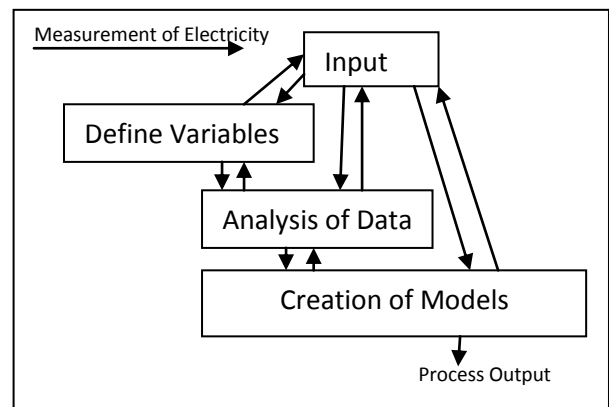 Measurement of Electricity
Input
Define Variables
Analysis of Data
Creation of Models
Process Output